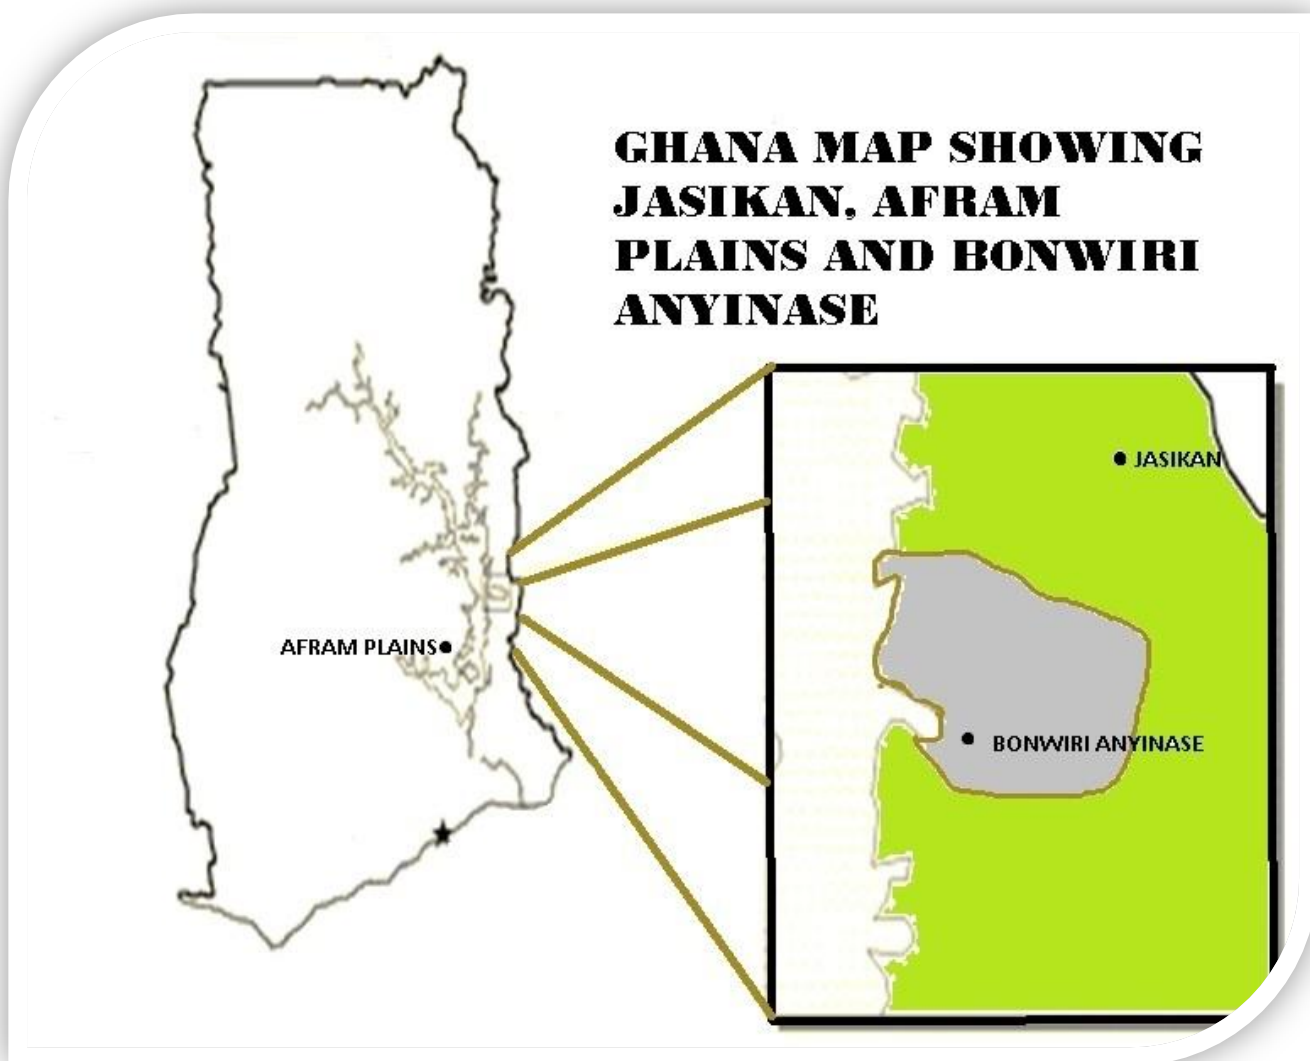 GHANA MAP SHOWING
JASIKAN, AFRAM
PLAINS AND BONWIRI
ANYINASE
JASIKAN
AFRAM PLAINS
BONWIRI ANYINASE